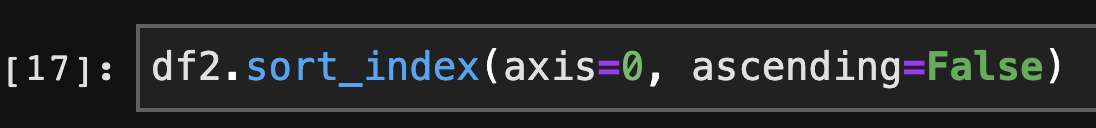 [17]: df2.sort_index(axis=0, ascending=False)